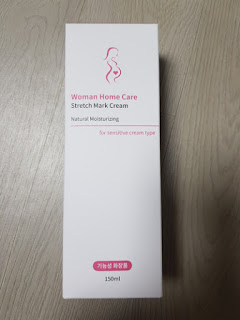 Woman Home Care
Stretch Mark Cream
Natural Moisturizing
for sensitive cream type
기능성 화장품
150ml